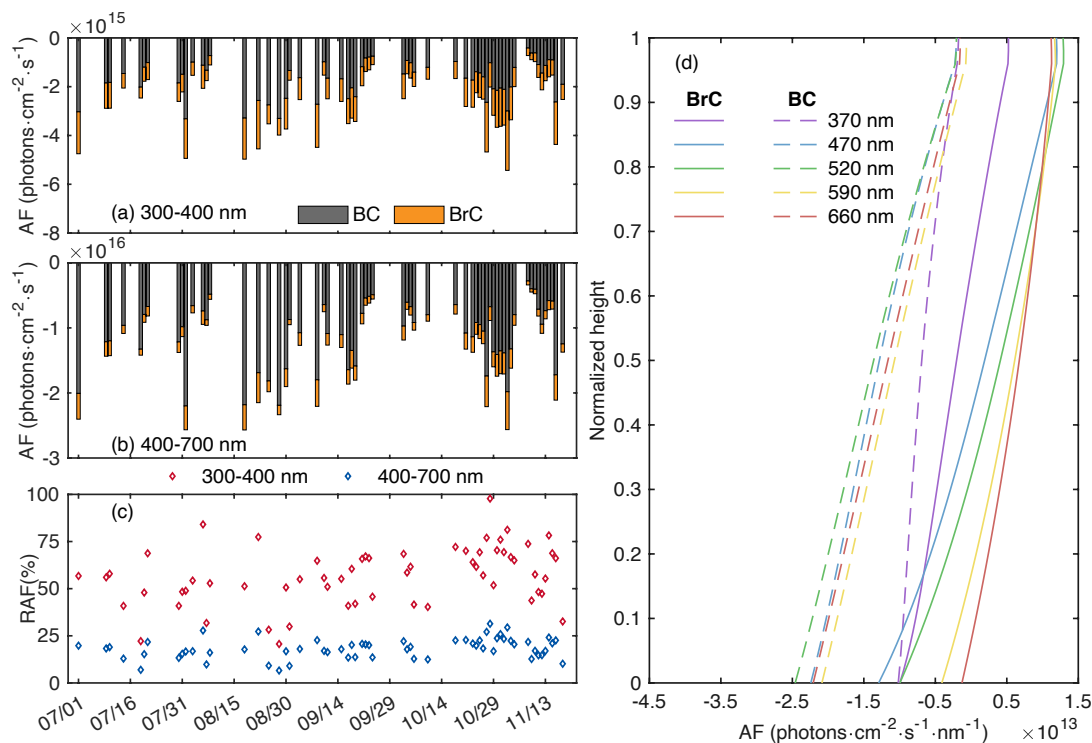 × 10^15
0
-2
-4
-6
-8
AF (photons·cm^-2·s^-1)
(a) 300-400 nm
BC
BrC
× 10^16
0
-1
-2
-3
AF (photons·cm^-2·s^-1)
(b) 400-700 nm
300-400 nm
400-700 nm
(c)
100
75
50
25
0
RAF(%)
07/01
07/16
07/31
08/15
08/30
09/14
09/29
10/14
10/29
11/13
(d)
BrC BC
370 nm
470 nm
520 nm
590 nm
660 nm
1
0.9
0.8
0.7
0.6
0.5
0.4
0.3
0.2
0.1
0
Normalized height
-4.5 -3.5 -2.5 -1.5 -0.5 0.5 1.5
AF (photons·cm^-2·s^-1·nm^-1) × 10^13